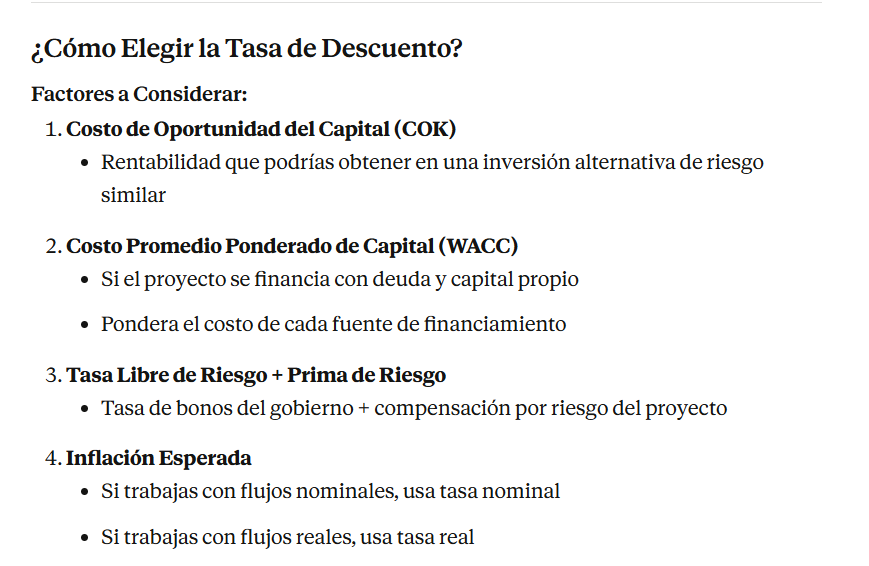 ¿Cómo Elegir la Tasa de Descuento?
Factores a Considerar:
1. Costo de Oportunidad del Capital (COK)
• Rentabilidad que podrías obtener en una inversión alternativa de riesgo
similar
2. Costo Promedio Ponderado de Capital (WACC)
• Si el proyecto se financia con deuda y capital propio
• Pondera el costo de cada fuente de financiamiento
3. Tasa Libre de Riesgo + Prima de Riesgo
• Tasa de bonos del gobierno + compensación por riesgo del proyecto
4. Inflación Esperada
• Si trabajas con flujos nominales, usa tasa nominal
• Si trabajas con flujos reales, usa tasa real